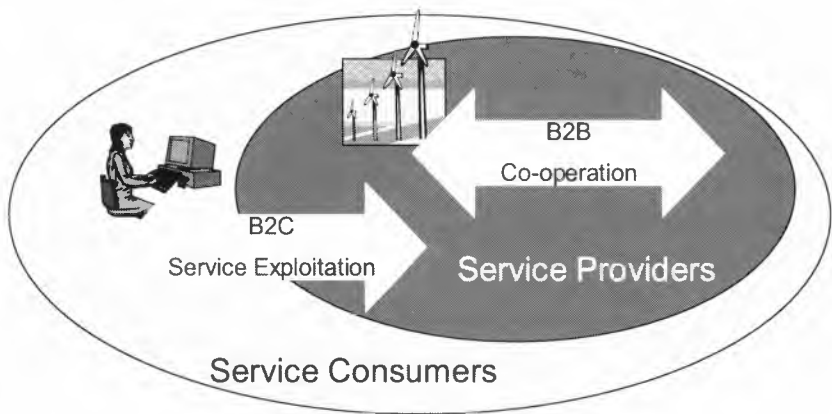 B2B
Co-operation
B2C
Service Exploitation
Service Providers
Service Consumers